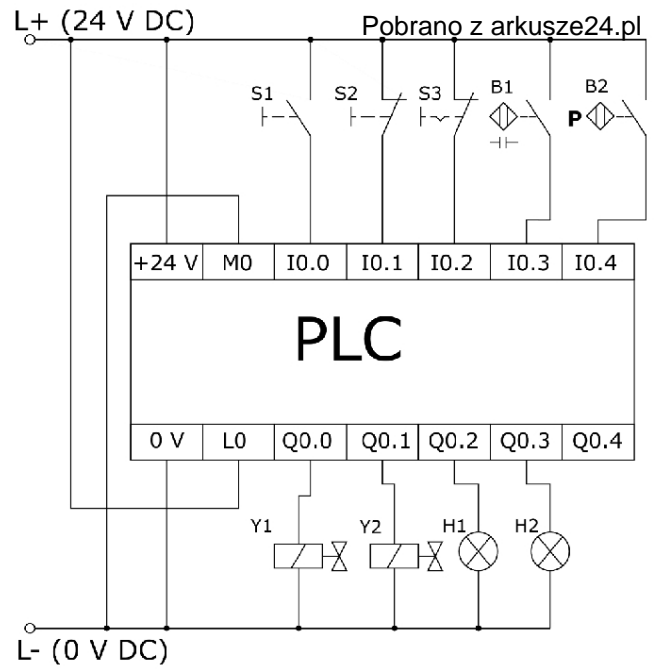 L+ (24 V DC) Pobrano z arkusze24.pl
S1 S2 S3 B1 B2
P
+24 V M0 I0.0 I0.1 I0.2 I0.3 I0.4
PLC
0 V L0 Q0.0 Q0.1 Q0.2 Q0.3 Q0.4
Y1 Y2 H1 H2
L- (0 V DC)